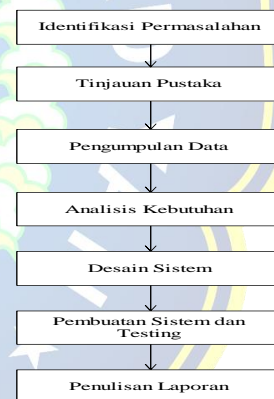 Identifikasi Permasalahan
Tinjauan Pustaka
Pengumpulan Data
Analisis Kebutuhan
Desain Sistem
Pembuatan Sistem dan
Testing
Penulisan Laporan